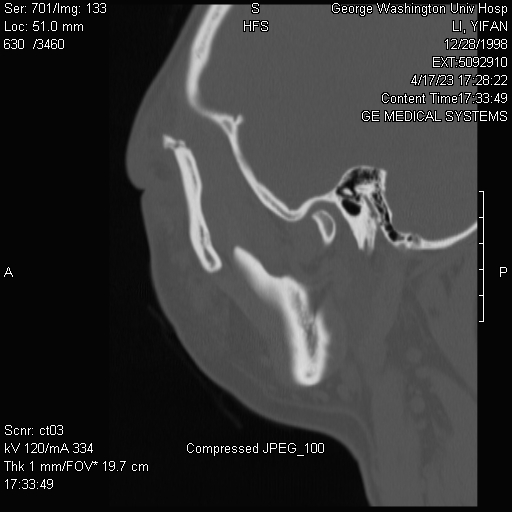 Ser: 701/Img: 133
Loc: 51.0 mm
630 /3460
S
HFS
George Washington Univ Hosp
LI, YIFAN
12/28/1998
EXT:5092910
4/17/23 17:28:22
Content Time17:33:49
GE MEDICAL SYSTEMS
A
P
Scnr: ct03
kV 120/mA 334
Thk 1 mm/FOV* 19.7 cm
17:33:49
Compressed JPEG_100